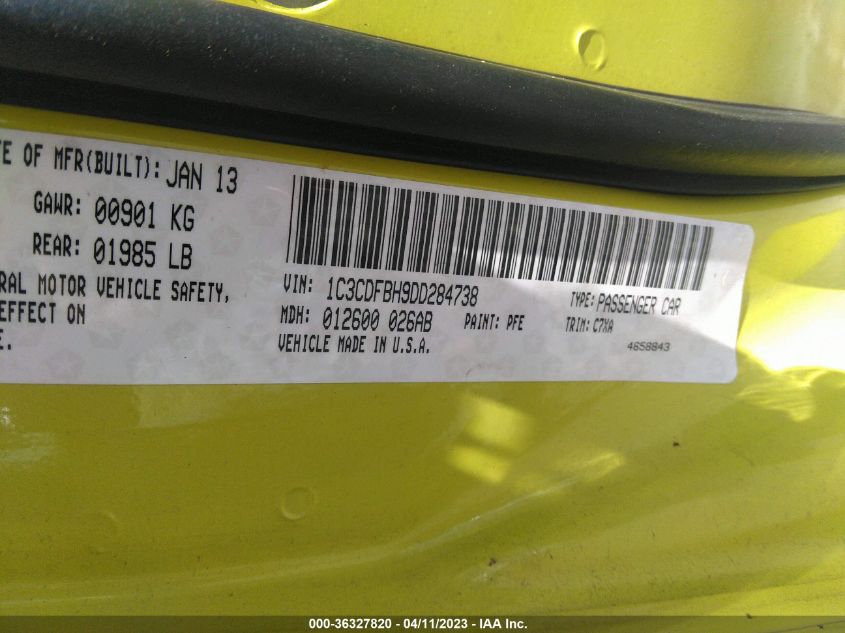 TE OF MFR(BUILT): JAN 13
GAWR: 00901 KG
REAR: 01985 LB
RAL MOTOR VEHICLE SAFETY,
EFFECT ON
E.
VIN: 1C3CDFBH9DD284738
TYPE: PASSENGER CAR
MDH: 012600 026AB
PAINT: PFE
TRIM: C7XA
VEHICLE MADE IN U.S.A.
4658843
000-36327820 - 04/11/2023 - IAA Inc.